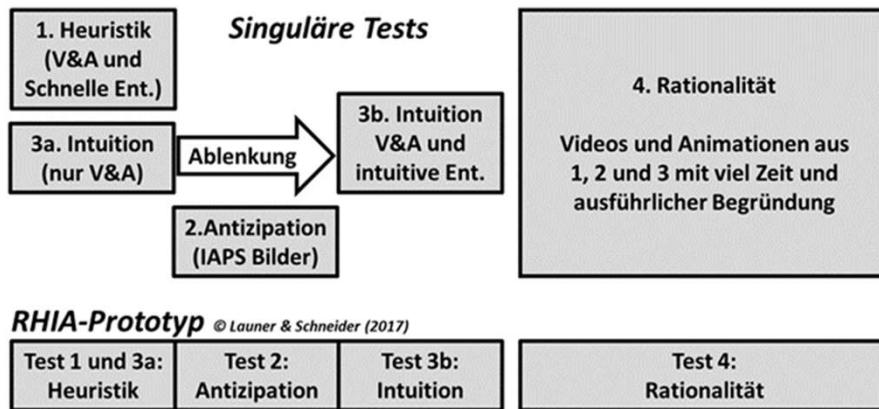 1. Heuristik
(V&A und
Schnelle Ent.)
Singuläre Tests
3a. Intuition
(nur V&A)
Ablenkung
3b. Intuition
V&A und
intuitive Ent.
2.Antizipation
(IAPS Bilder)
4. Rationalität
Videos und Animationen aus
1, 2 und 3 mit viel Zeit und
ausführlicher Begründung
RHIA-Prototyp © Launer & Schneider (2017)
Test 1 und 3a:
Heuristik
Test 2:
Antizipation
Test 3b:
Intuition
Test 4:
Rationalität